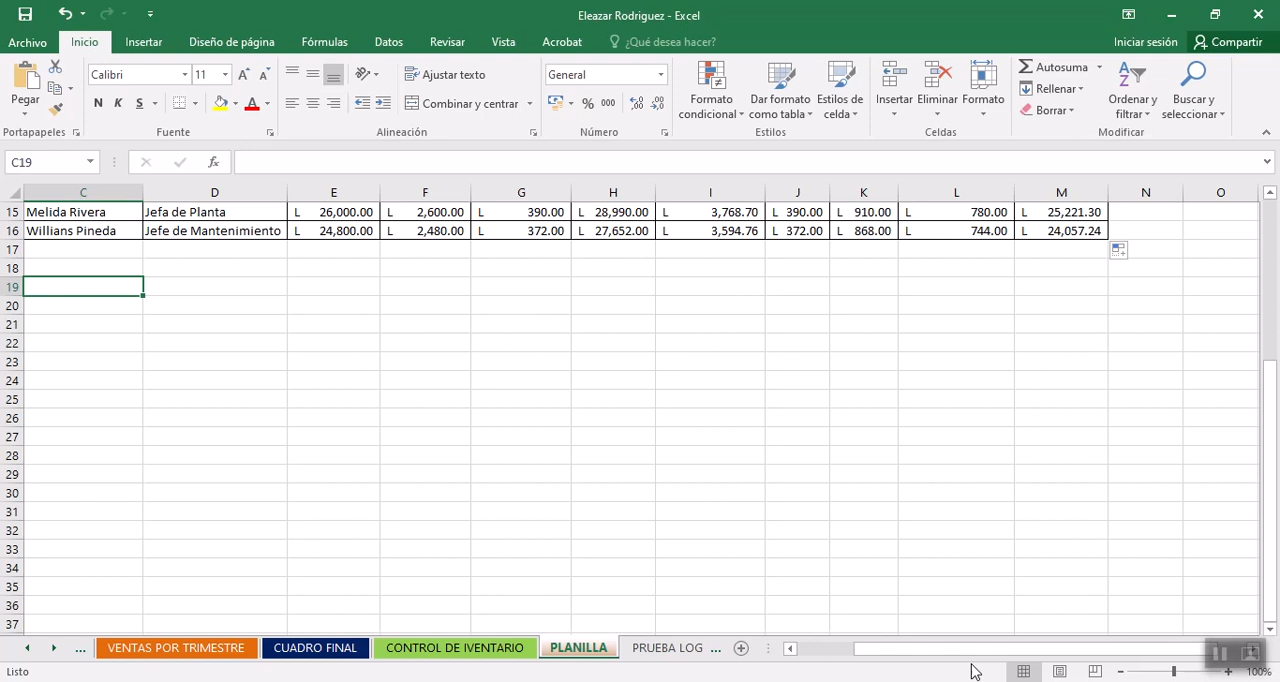 Eleazar Rodriguez - Excel
Archivo Inicio Insertar Diseño de página Fórmulas Datos Revisar Vista Acrobat ¿Qué desea hacer? Iniciar sesión Compartir
Pegar
Calibri 11
N K S A
Ajustar texto
Combinar y centrar
General
% 000
Formato condicional
Dar formato como tabla
Estilos de celda
Insertar Eliminar Formato
Autosuma
Rellenar
Borrar
Ordenar y filtrar
Buscar y seleccionar
Portapapeles Fuente Alineación Número Estilos Celdas Modificar
C19 fx
C D E F G H I J K L M N O
15 Melida Rivera Jefa de Planta L 26,000.00 L 2,600.00 L 390.00 L 28,990.00 L 3,768.70 L 390.00 L 910.00 L 780.00 L 25,221.30
16 Willians Pineda Jefe de Mantenimiento L 24,800.00 L 2,480.00 L 372.00 L 27,652.00 L 3,594.76 L 372.00 L 868.00 L 744.00 L 24,057.24
17
18
19
20
21
22
23
24
25
26
27
28
29
30
31
32
33
34
35
36
37
... VENTAS POR TRIMESTRE CUADRO FINAL CONTROL DE IVENTARIO PLANILLA PRUEBA LOG ...
Listo 100%